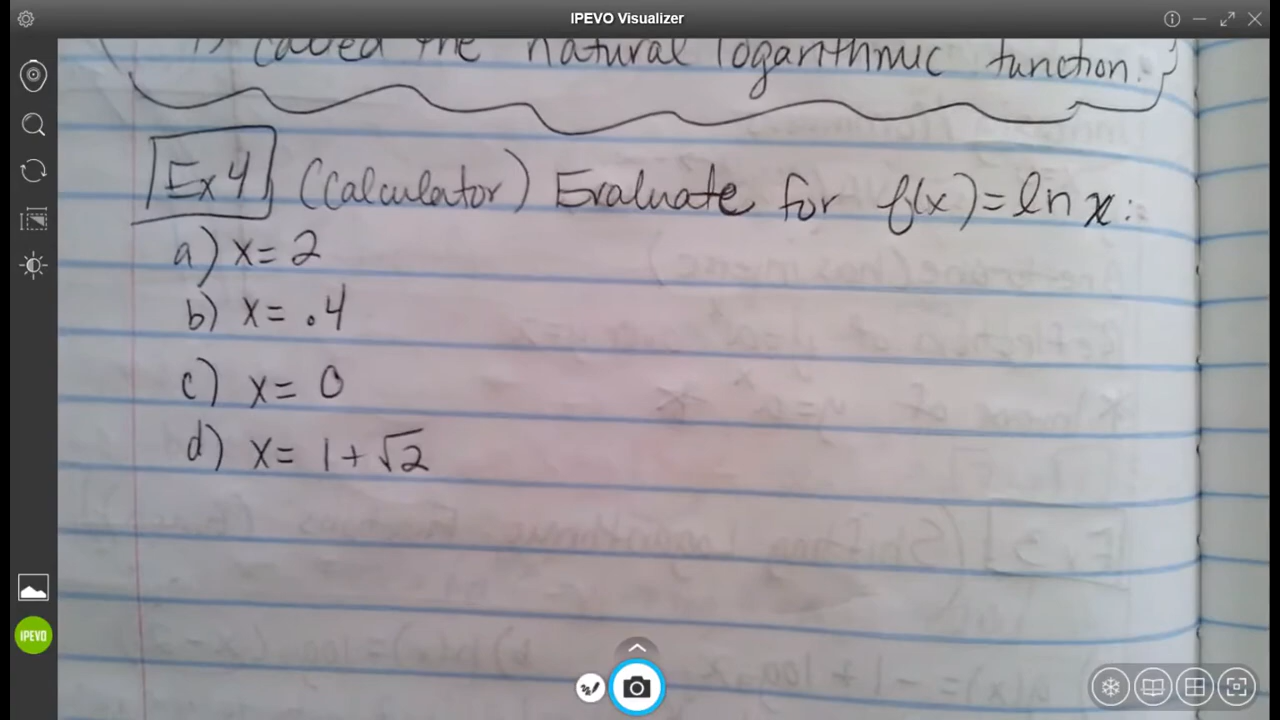 IPEVO Visualizer
is called the natural logarithmic function.
Ex 4 (Calculator) Evaluate for f(x) = ln x :
a) x = 2
b) x = .4
c) x = 0
d) x = 1 + √2
IPEVO